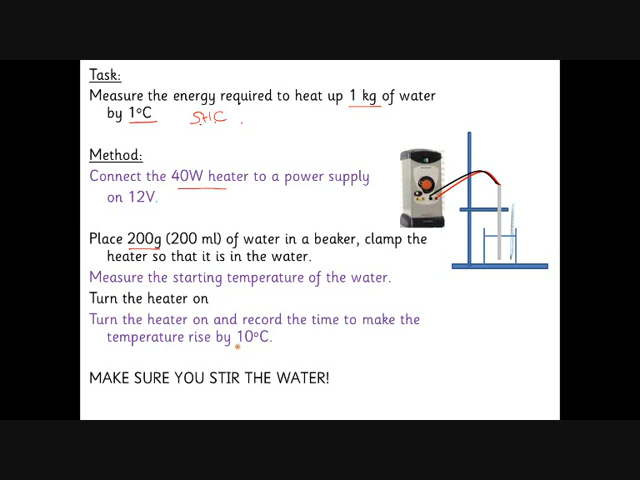 Task:
Measure the energy required to heat up 1 kg of water
by 1°C SHC
Method:
Connect the 40W heater to a power supply
on 12V.
Place 200g (200 ml) of water in a beaker, clamp the
heater so that it is in the water.
Measure the starting temperature of the water.
Turn the heater on
Turn the heater on and record the time to make the
temperature rise by 10°C.
MAKE SURE YOU STIR THE WATER!